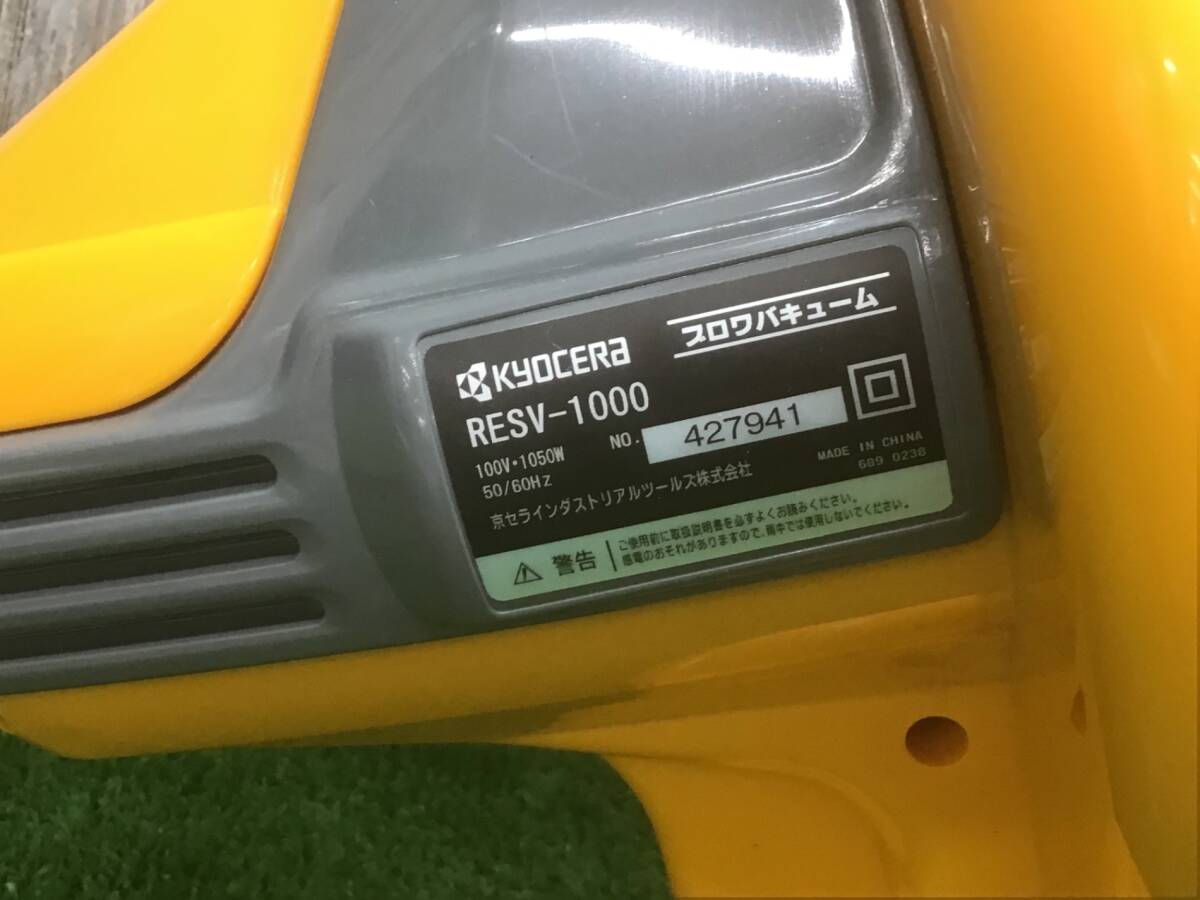 KYOCERA
ブロワバキューム
RESV-1000
NO. 427941
100V・1050W
50/60Hz
MADE IN CHINA
689 0238
京セラインダストリアルツールズ株式会社
警告
ご使用前に取扱説明書を必ずよくお読みください。
感電のおそれがありますので、雨中では使用しないでください。